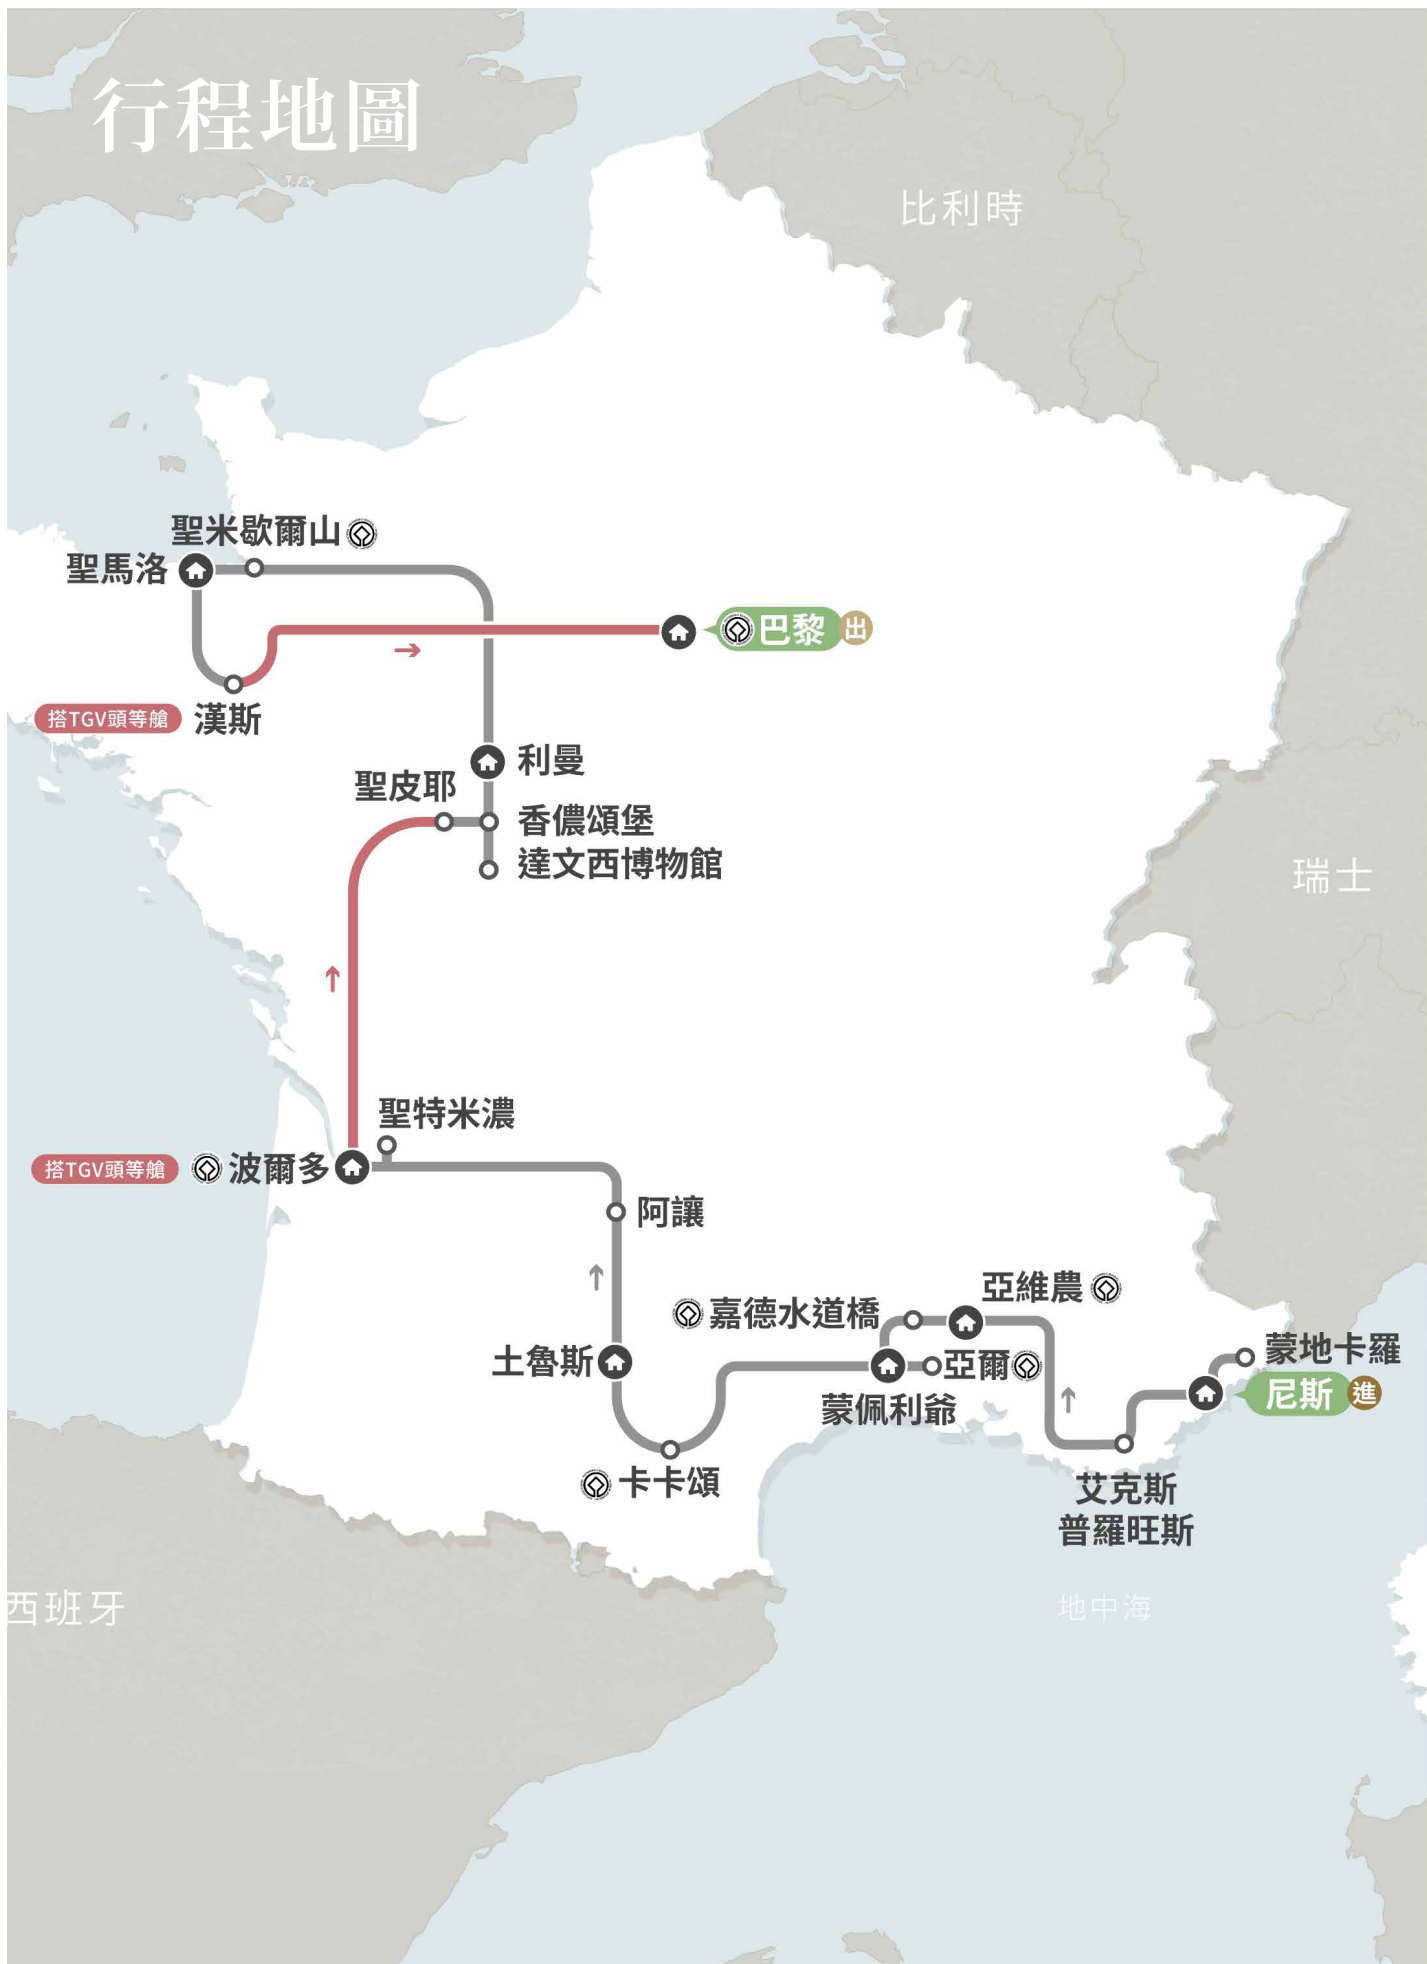 行程地圖
比利時
聖米歇爾山
聖馬洛
巴黎 出
搭TGV頭等艙 漢斯
利曼
聖皮耶
香儂頌堡
達文西博物館
瑞士
聖特米濃
搭TGV頭等艙 波爾多
阿讓
亞維農
嘉德水道橋
蒙地卡羅
土魯斯
亞爾
尼斯 進
蒙佩利爺
卡卡頌
艾克斯
普羅旺斯
西班牙
地中海